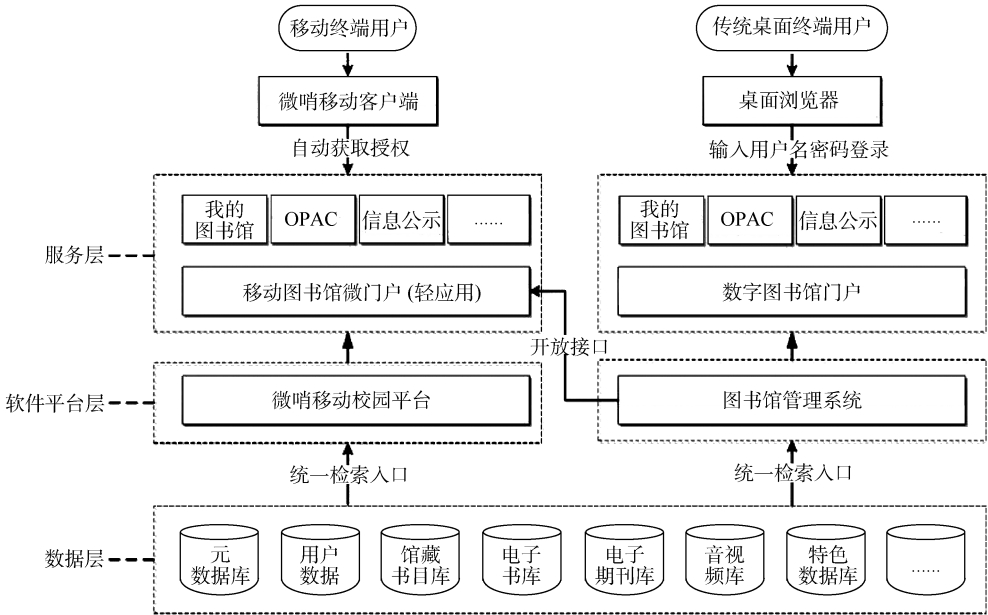 移动终端用户
传统桌面终端用户
微哨移动客户端
桌面浏览器
自动获取授权
输入用户名密码登录
服务层
我的
图书馆
OPAC
信息公示
......
移动图书馆微门户 (轻应用)
我的
图书馆
OPAC
信息公示
......
数字图书馆门户
开放接口
软件平台层
微哨移动校园平台
图书馆管理系统
统一检索入口
统一检索入口
数据层
元
数据库
用户
数据
馆藏
书目库
电子
书库
电子
期刊库
音视
频库
特色
数据库
......